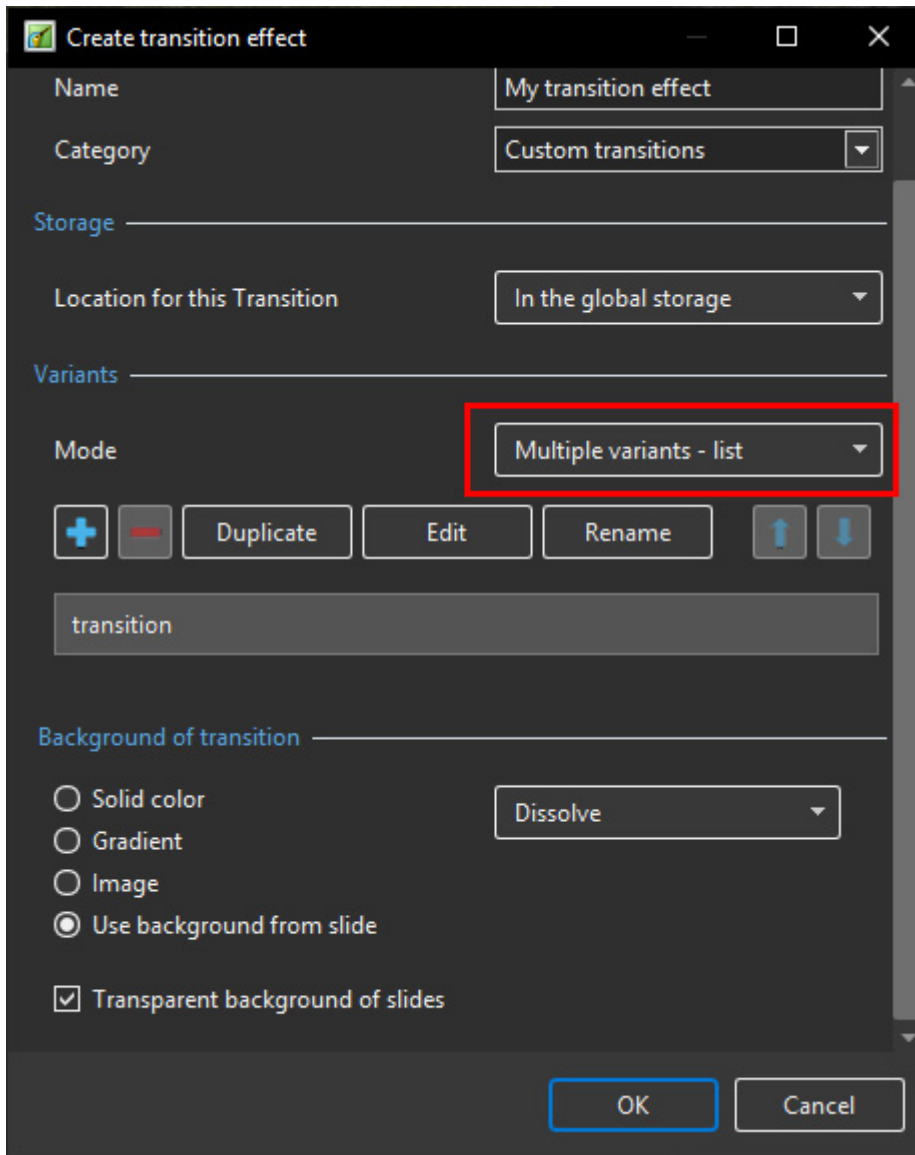 Create transition effect
Name My transition effect
Category Custom transitions
Storage
Location for this Transition In the global storage
Variants
Mode Multiple variants - list
Duplicate Edit Rename
transition
Background of transition
Solid color Dissolve
Gradient
Image
Use background from slide
Transparent background of slides
OK Cancel